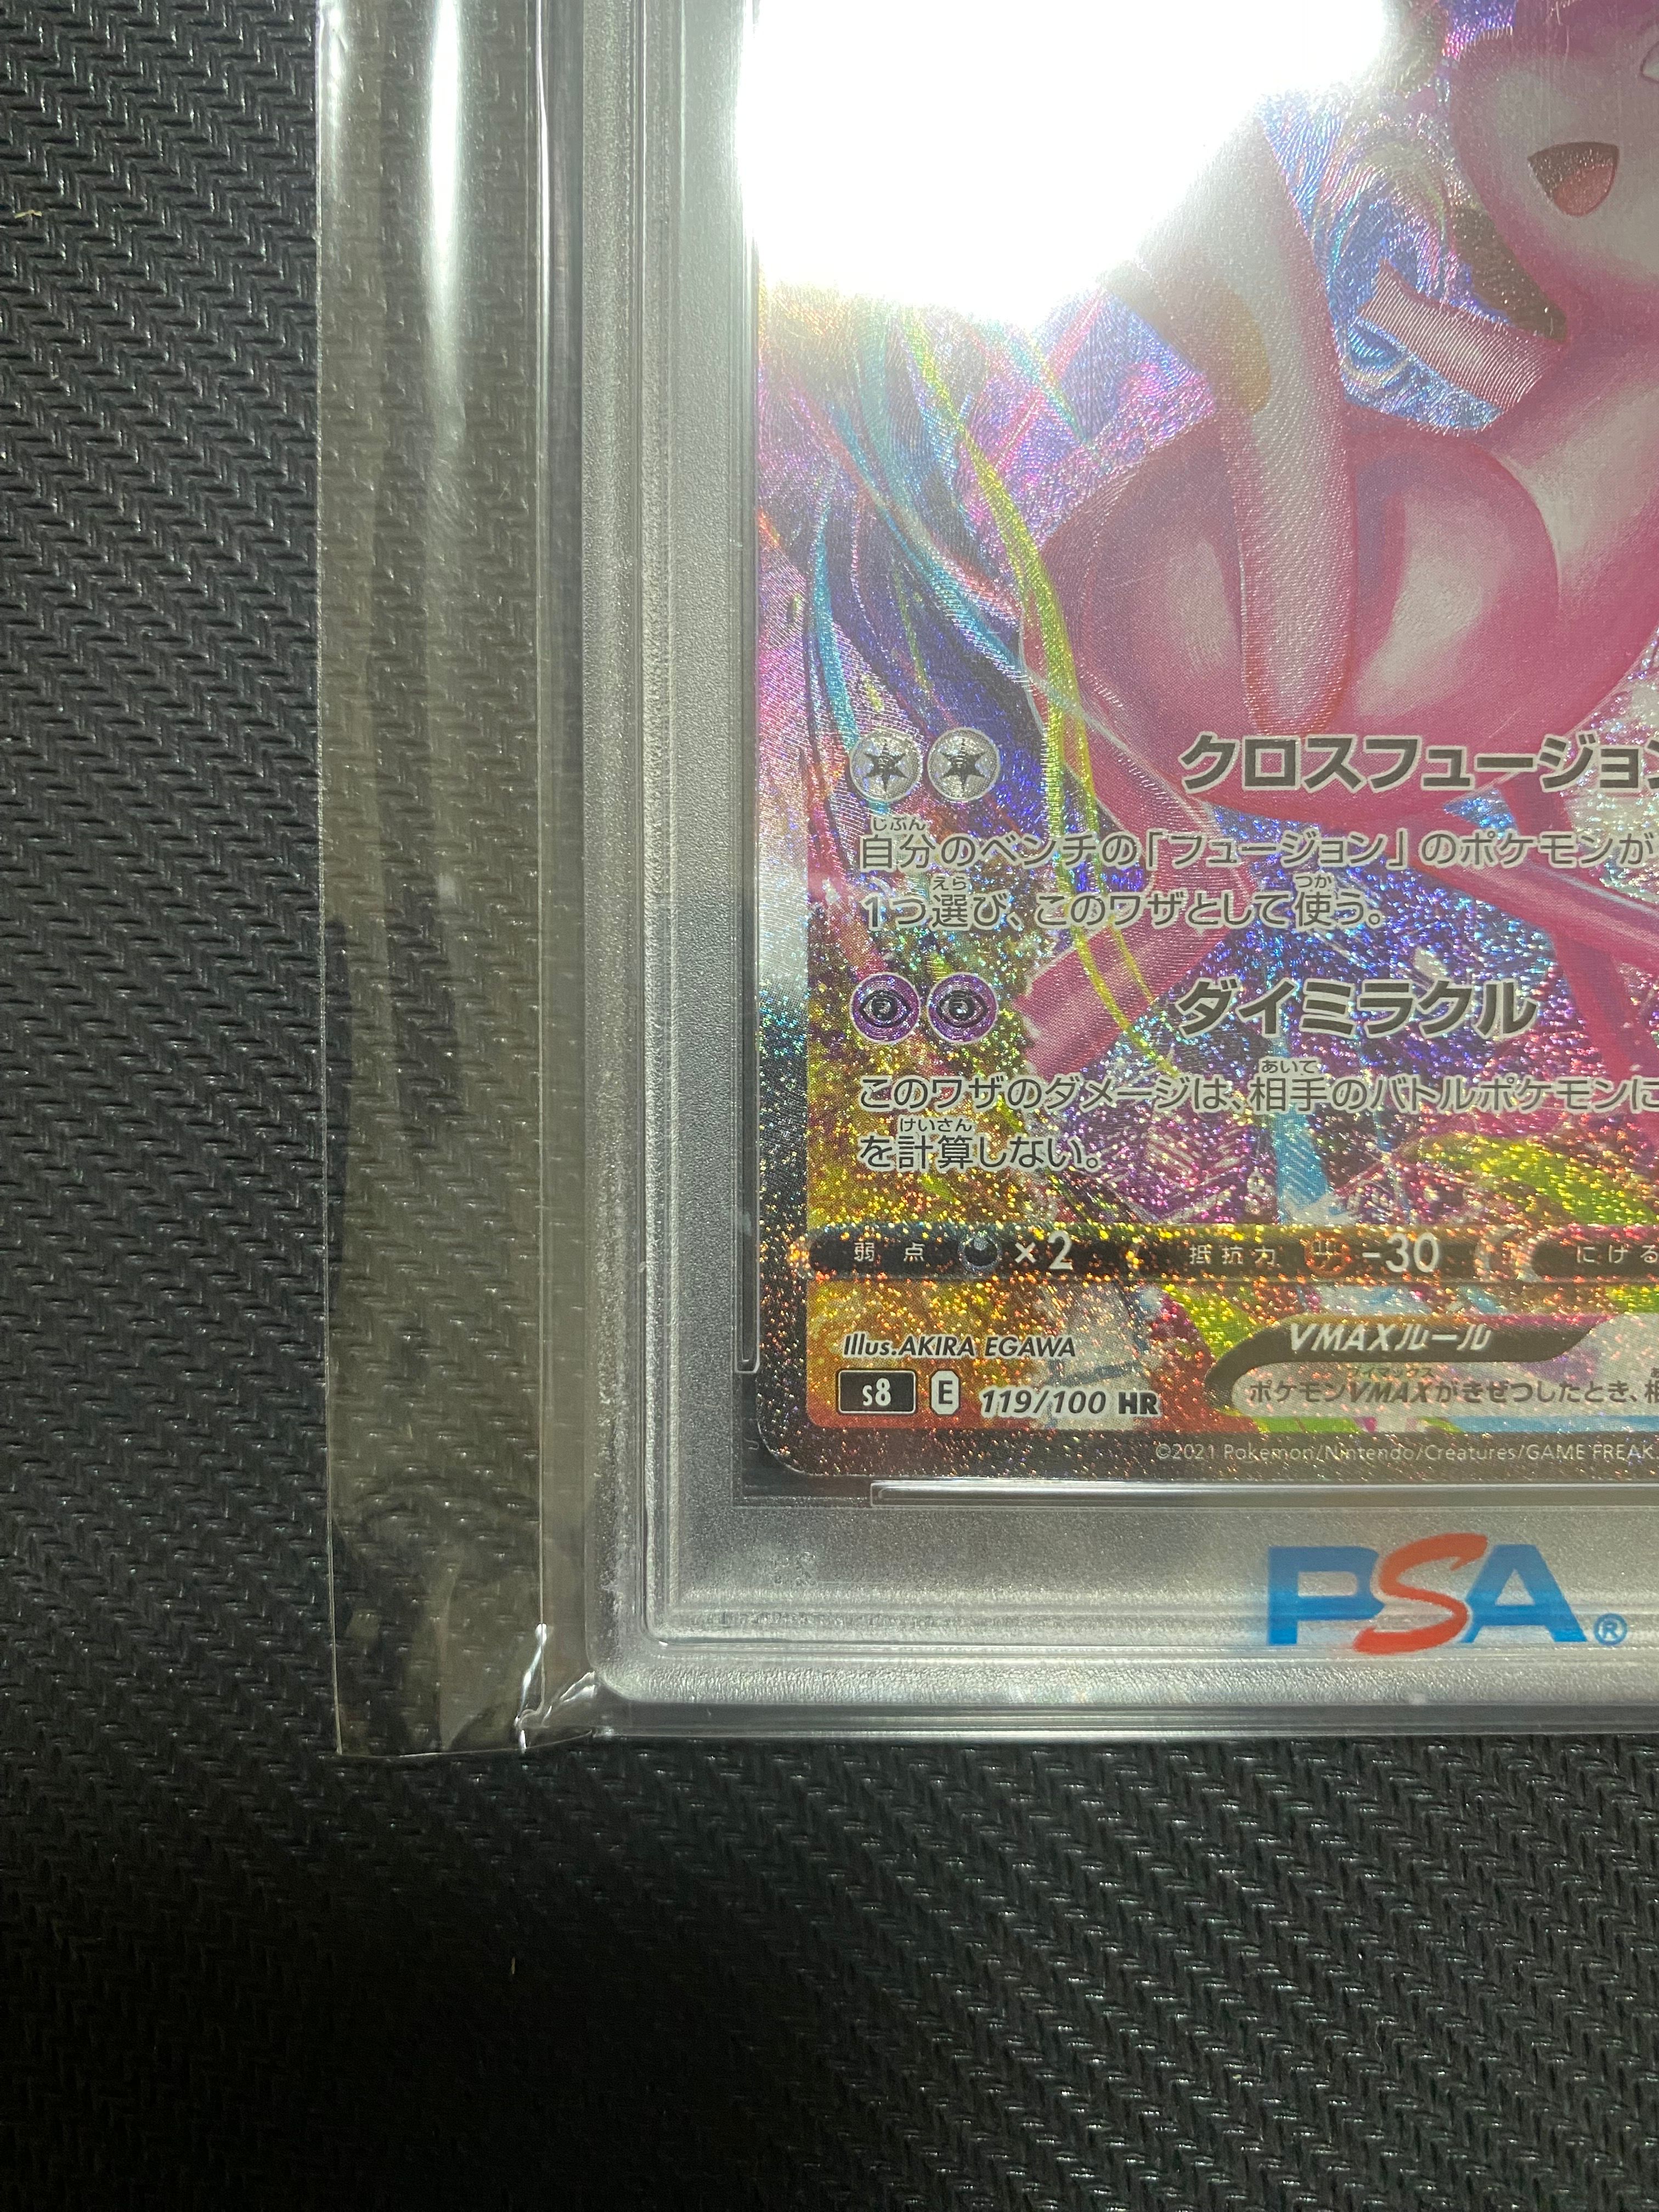 クロスフュージョン
じぶん
自分のベンチの「フュージョン」のポケモンが
えら つか
1つ選び、このワザとして使う。
ダイミラクル
あいて
このワザのダメージは、相手のバトルポケモンに
けいさん
を計算しない。
弱点 ×2 抵抗力 -30 にげる
Illus. AKIRA EGAWA
VMAXルール
s8 E 119/100 HR
ポケモンVMAXがきぜつしたとき、
©2021 Pokémon/Nintendo/Creatures/GAME FREAK
PSA®